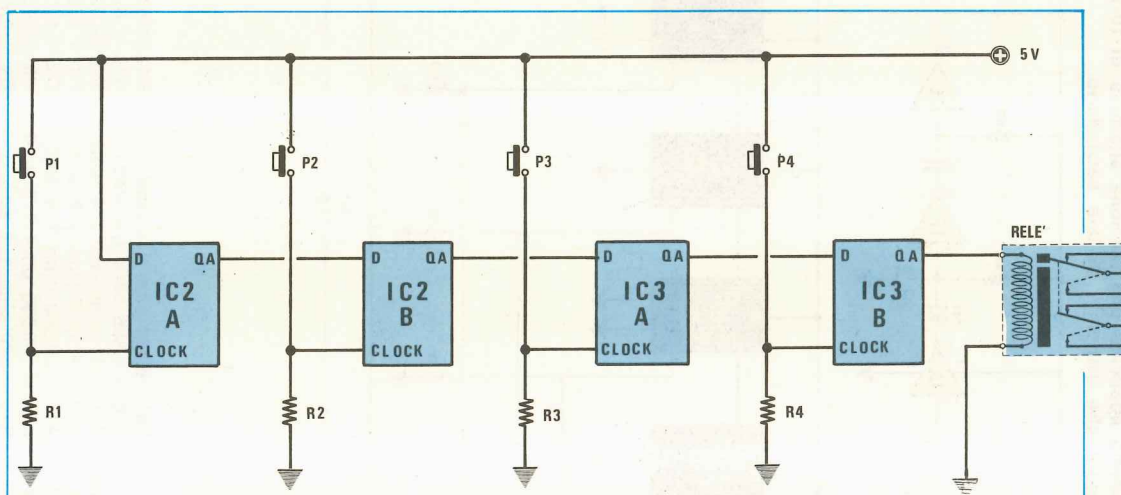 5 V
P1
P2
P3
P4
RELE'
D QA
IC2
A
CLOCK
D QA
IC2
B
CLOCK
D QA
IC3
A
CLOCK
D QA
IC3
B
CLOCK
R1
R2
R3
R4